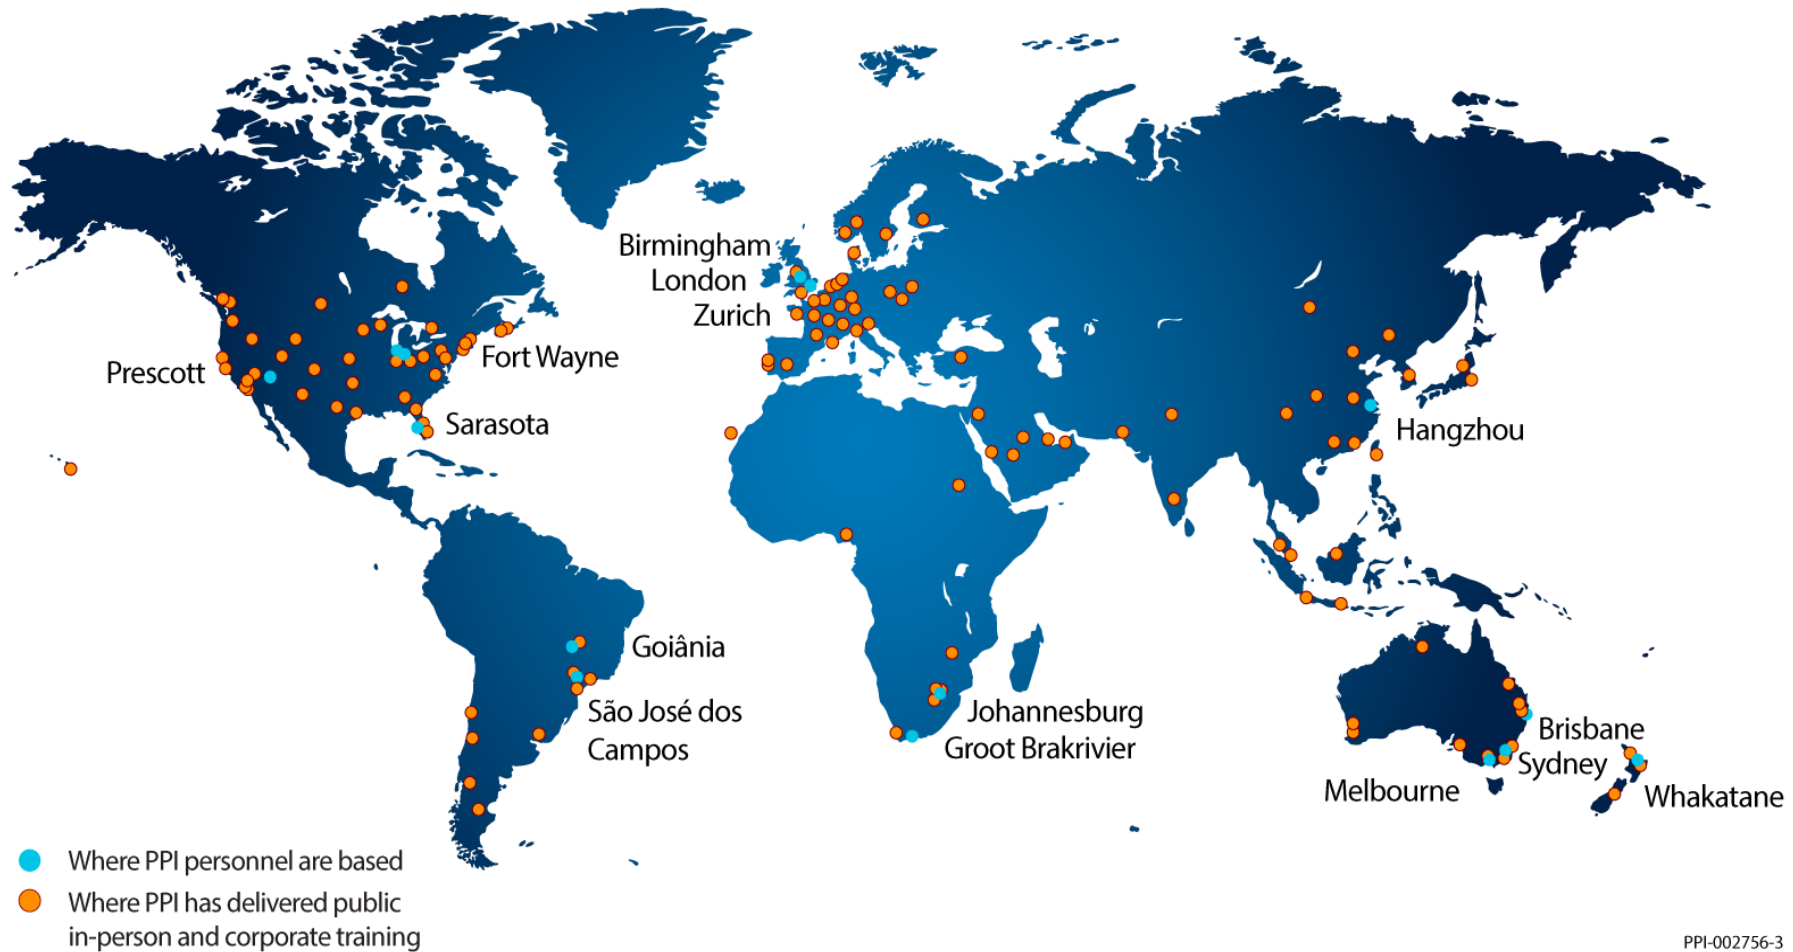 Birmingham
London
Zurich
Prescott
Fort Wayne
Sarasota
Hangzhou
Goiânia
São José dos
Campos
Johannesburg
Groot Brakrivier
Brisbane
Sydney
Melbourne
Whakatane
Where PPI personnel are based
Where PPI has delivered public
in-person and corporate training
PPI-002756-3